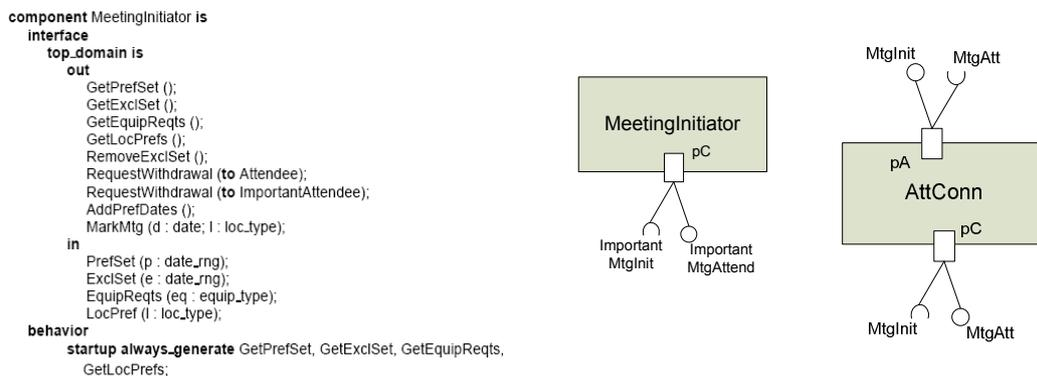 component MeetingInitiator is
interface
top_domain is
out
GetPrefSet ();
GetExclSet ();
GetEquipReqts ();
GetLocPrefs ();
RemoveExclSet ();
RequestWithdrawal (to Attendee);
RequestWithdrawal (to ImportantAttendee);
AddPrefDates ();
MarkMtg (d : date; l : loc_type);
in
PrefSet (p : date_rng);
ExclSet (e : date_rng);
EquipReqts (eq : equip_type);
LocPref (l : loc_type);
behavior
startup always_generate GetPrefSet, GetExclSet, GetEquipReqts,
GetLocPrefs;
MeetingInitiator
pC
Important
MtgInit
Important
MtgAttend
MtgInit
MtgAtt
pA
AttConn
pC
MtgInit
MtgAtt